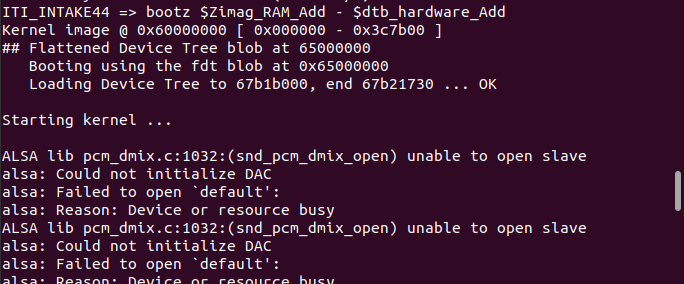 ITI_INTAKE44 => bootz $Zimag_RAM_Add - $dtb_hardware_Add
Kernel image @ 0x60000000 [ 0x000000 - 0x3c7b00 ]
## Flattened Device Tree blob at 65000000
   Booting using the fdt blob at 0x65000000
   Loading Device Tree to 67b1b000, end 67b21730 ... OK

Starting kernel ...

ALSA lib pcm_dmix.c:1032:(snd_pcm_dmix_open) unable to open slave
alsa: Could not initialize DAC
alsa: Failed to open `default':
alsa: Reason: Device or resource busy
ALSA lib pcm_dmix.c:1032:(snd_pcm_dmix_open) unable to open slave
alsa: Could not initialize DAC
alsa: Failed to open `default':
alsa: Reason: Device or resource busy